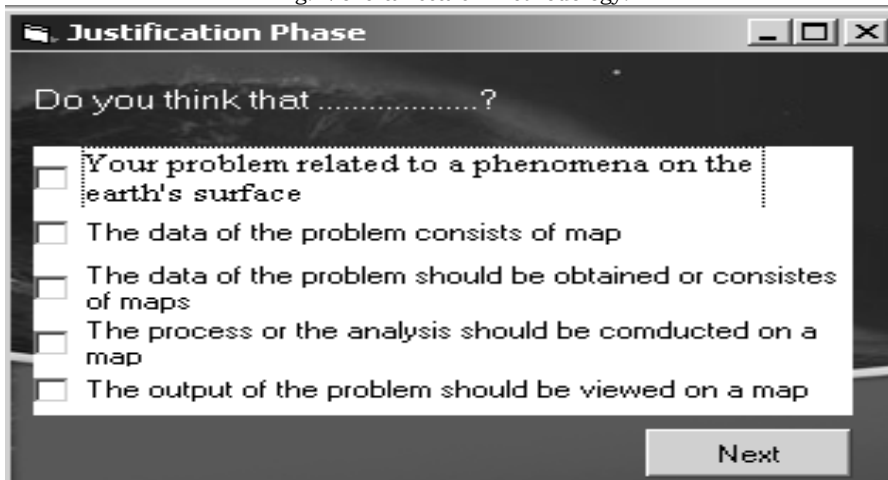 Justification Phase
Do you think that ...................?
Your problem related to a phenomena on the
earth's surface
The data of the problem consists of map
The data of the problem should be obtained or consistes
of maps
The process or the analysis should be comducted on a
map
The output of the problem should be viewed on a map
Next